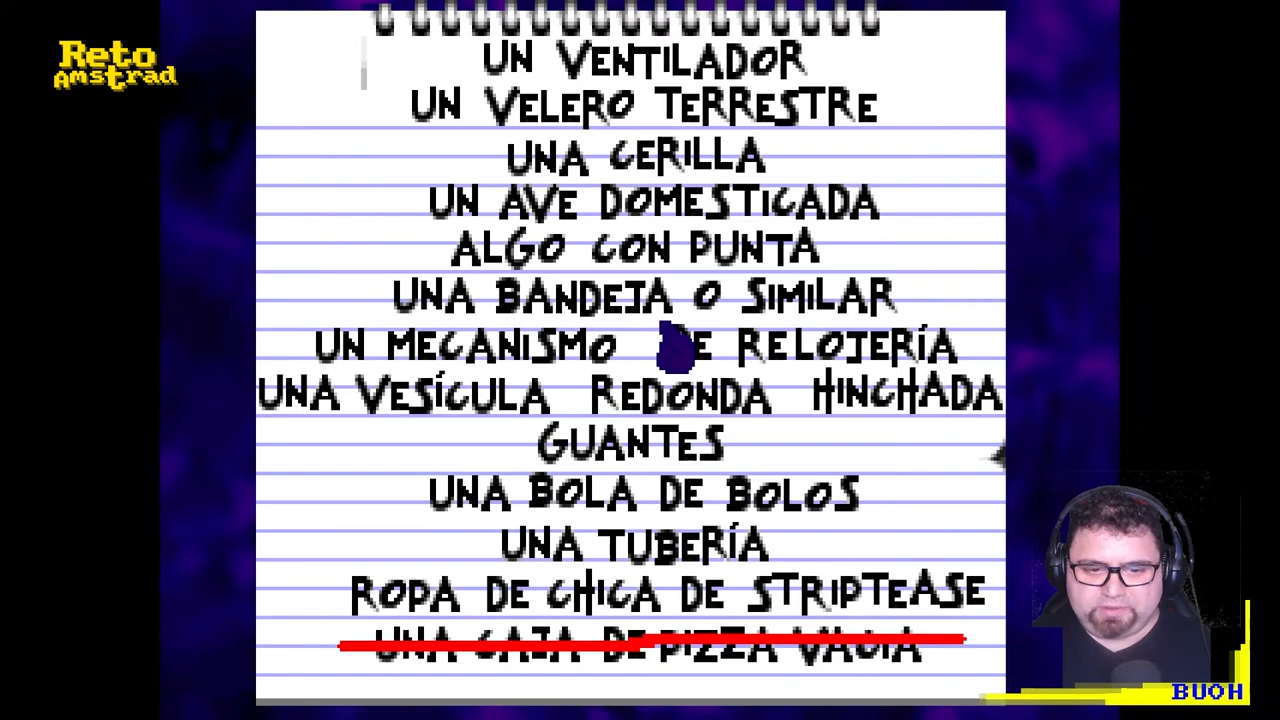 Reto
Amstrad
UN VENTILADOR
UN VELERO TERRESTRE
UNA CERILLA
UN AVE DOMESTICADA
ALGO CON PUNTA
UNA BANDEJA O SIMILAR
UN MECANISMO DE RELOJERÍA
UNA VESÍCULA REDONDA HINCHADA
GUANTES
UNA BOLA DE BOLOS
UNA TUBERÍA
ROPA DE CHICA DE STRIPTEASE
UNA CAJA DE PIZZA VACIA
BUOH